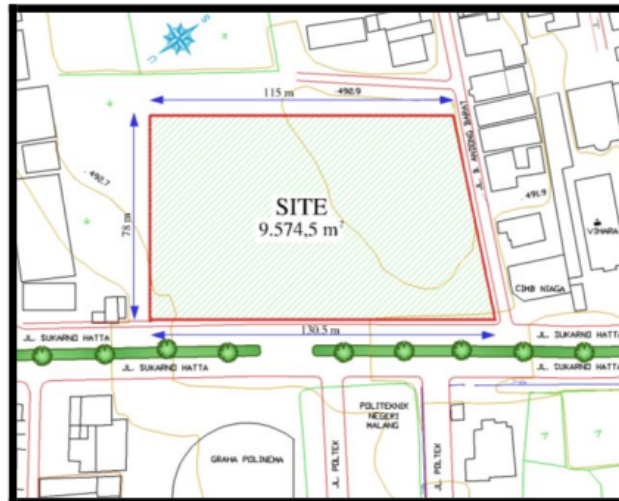 S
U
115 m
492.9
JL. B. ANDONG BARAT
492.7
78 m
SITE
9.574,5 m²
491.9
VIHARA
CIMB NIAGA
130.5 m
JL. SUKARNO HATTA
JL. SUKARNO HATTA
JL. SUKARNO HATTA
JL. SUKARNO HATTA
GRAHA POLINEMA
JL. POLTEK
POLITEKNIK
NEGERI
MALANG
JL. POLTEK